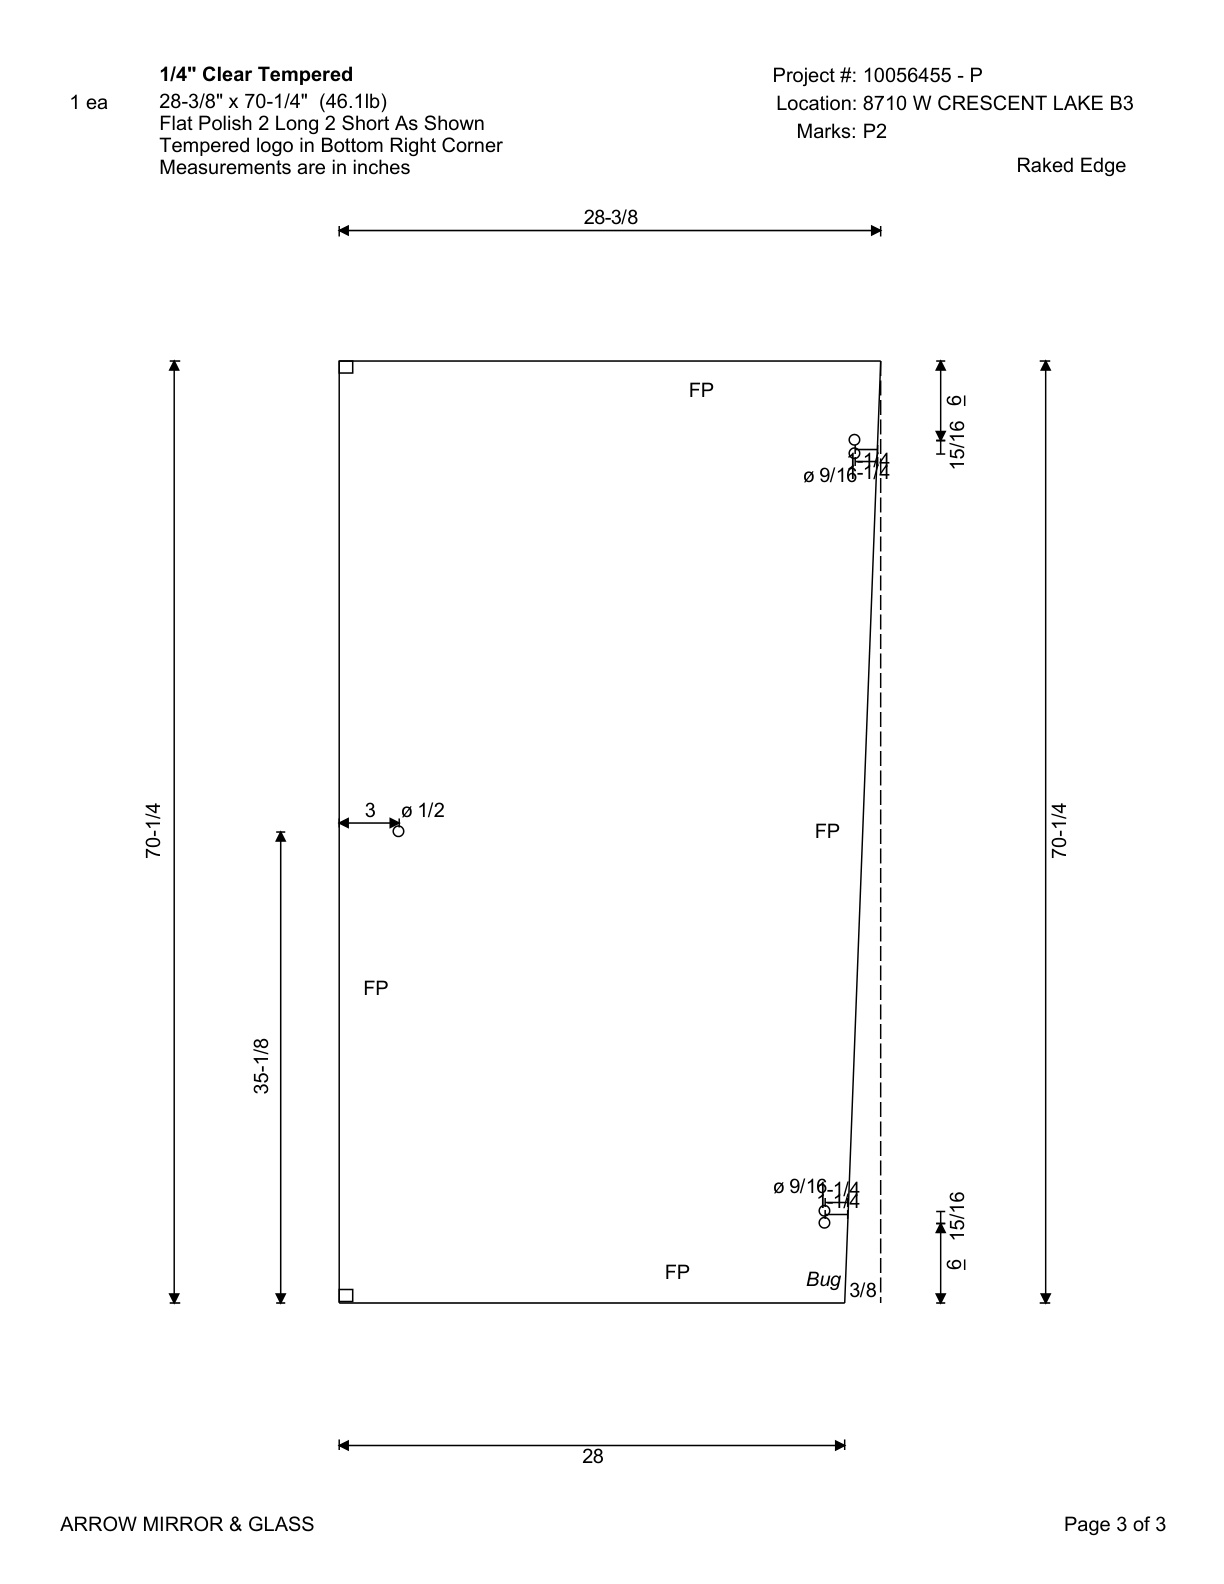 1/4" Clear Tempered
1 ea
28-3/8" x 70-1/4" (46.1lb)
Flat Polish 2 Long 2 Short As Shown
Tempered logo in Bottom Right Corner
Measurements are in inches
Project #: 10056455 - P
Location: 8710 W CRESCENT LAKE B3
Marks: P2
Raked Edge
28-3/8
FP
6
15/16
1-1/4
1-1/4
ø 9/16
3
ø 1/2
70-1/4
FP
70-1/4
FP
35-1/8
ø 9/16
1-1/4
1-1/4
15/16
6
FP
Bug
3/8
28
ARROW MIRROR & GLASS
Page 3 of 3